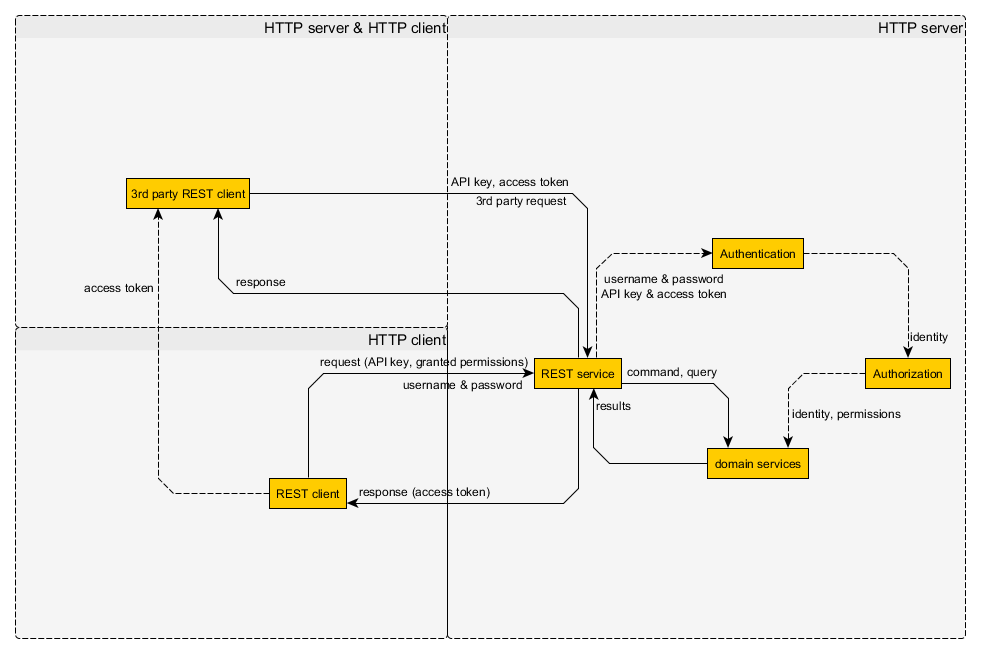 HTTP server & HTTP client
HTTP server
3rd party REST client
API key, access token
3rd party request
Authentication
username & password
API key & access token
access token
response
identity
HTTP client
request (API key, granted permissions)
username & password
REST service
command, query
Authorization
results
identity, permissions
domain services
REST client
response (access token)